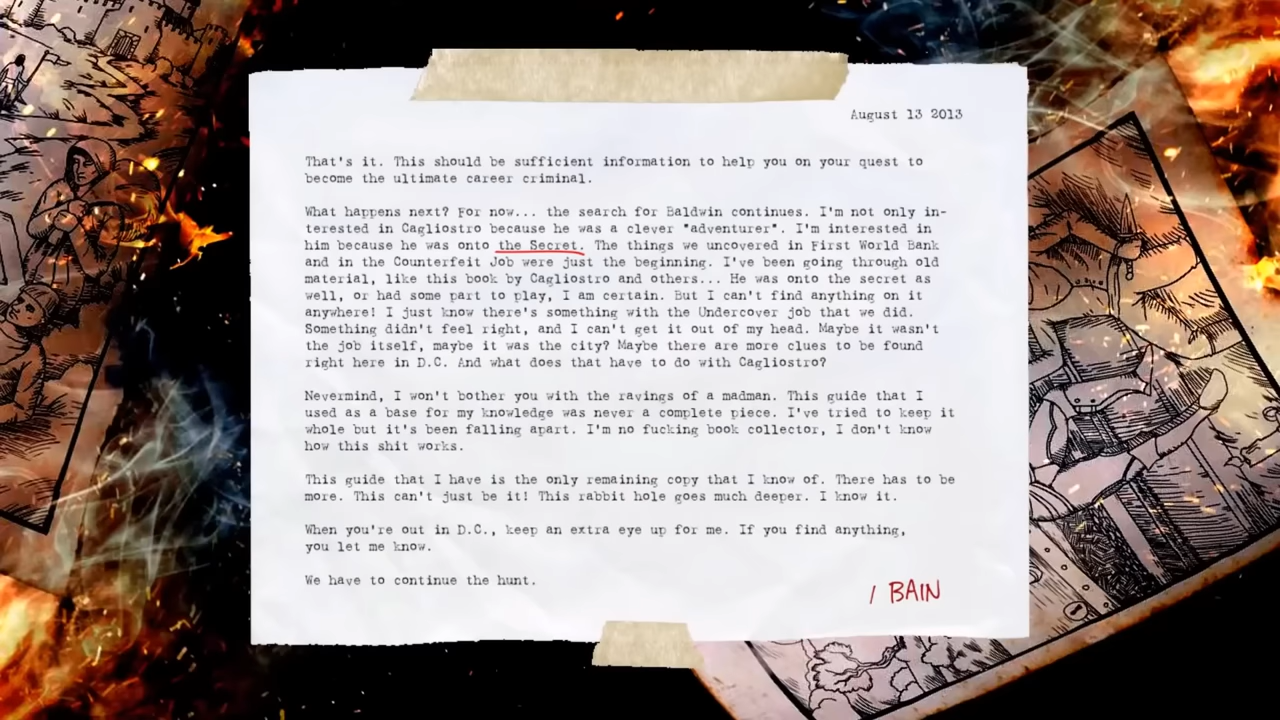 August 13 2013
That's it. This should be sufficient information to help you on your quest to
become the ultimate career criminal.
What happens next? For now... the search for Baldwin continues. I'm not only in-
terested in Cagliostro because he was a clever "adventurer". I'm interested in
him because he was onto the Secret. The things we uncovered in First World Bank
and in the Counterfeit Job were just the beginning. I've been going through old
material, like this book by Cagliostro and others... He was onto the secret as
well, or had some part to play, I am certain. But I can't find anything on it
anywhere! I just know there's something with the Undercover job that we did.
Something didn't feel right, and I can't get it out of my head. Maybe it wasn't
the job itself, maybe it was the city? Maybe there are more clues to be found
right here in D.C. And what does that have to do with Cagliostro?
Nevermind, I won't bother you with the ravings of a madman. This guide that I
used as a base for my knowledge was never a complete piece. I've tried to keep it
whole but it's been falling apart. I'm no fucking book collector, I don't know
how this shit works.
This guide that I have is the only remaining copy that I know of. There has to be
more. This can't just be it! This rabbit hole goes much deeper. I know it.
When you're out in D.C., keep an extra eye up for me. If you find anything,
you let me know.
We have to continue the hunt.
/ BAIN